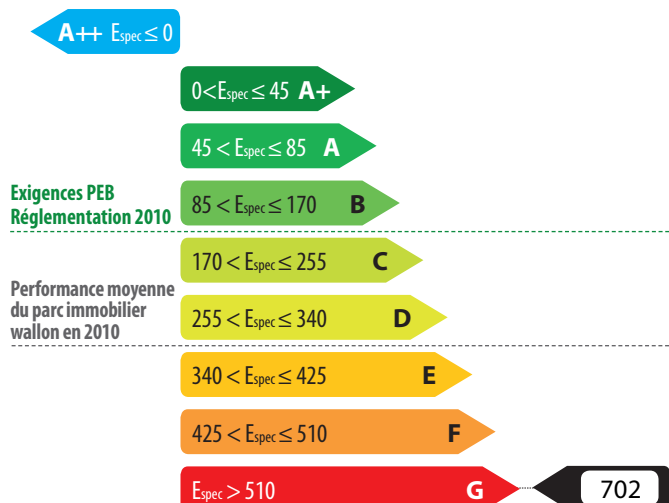 A++ Espec ≤ 0
0<Espec ≤ 45 A+
45 < Espec ≤ 85 A
Exigences PEB
Réglementation 2010
85 < Espec ≤ 170 B
170 < Espec ≤ 255 C
Performance moyenne
du parc immobilier
wallon en 2010
255 < Espec ≤ 340 D
340 < Espec ≤ 425 E
425 < Espec ≤ 510 F
Espec > 510 G 702